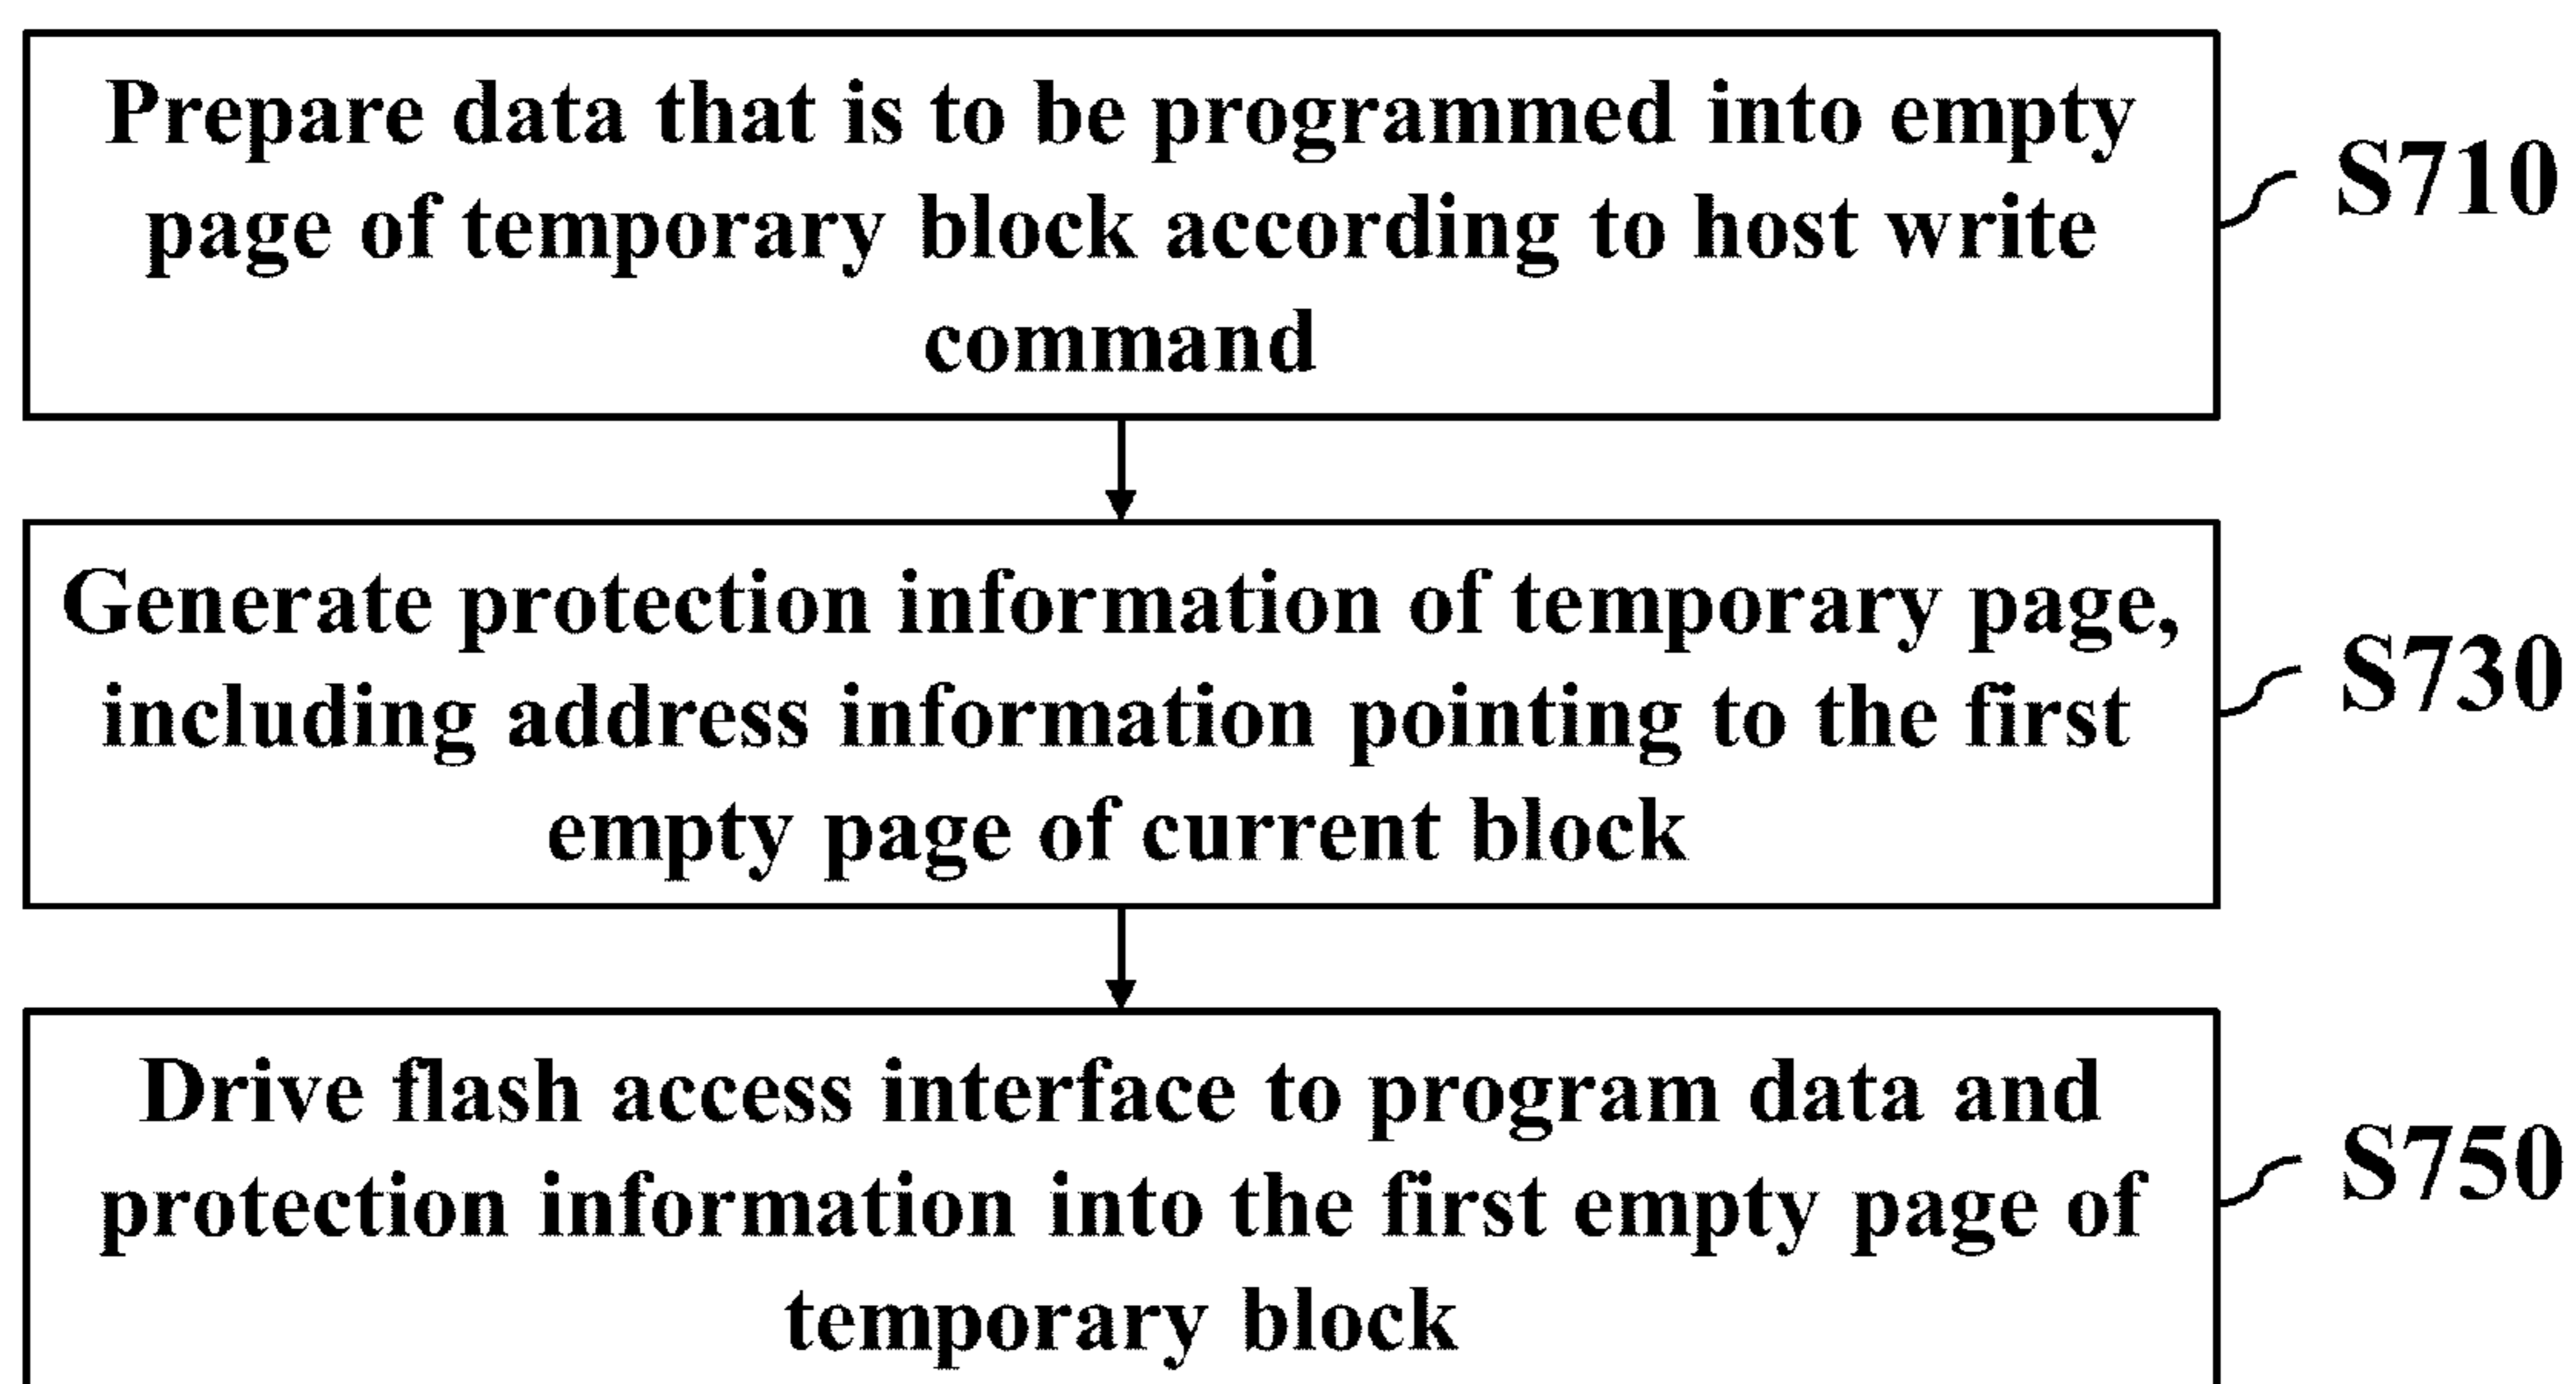 Prepare data that is to be programmed into empty
page of temporary block according to host write
command
S710
Generate protection information of temporary page,
including address information pointing to the first
empty page of current block
S730
Drive flash access interface to program data and
protection information into the first empty page of
temporary block
S750